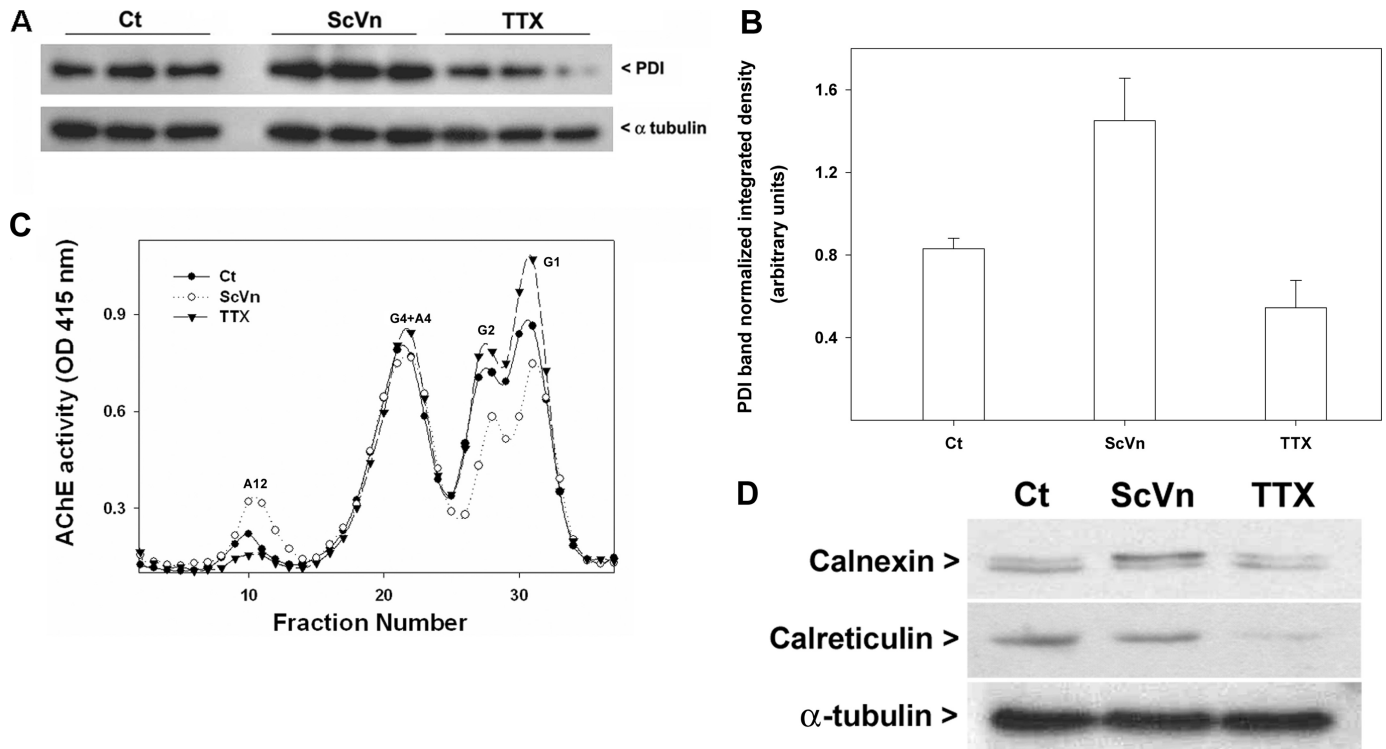 A
Ct ScVn TTX
< PDI
< α tubulin
B
PDI band normalized integrated density
(arbitrary units)
1.6
1.2
0.8
0.4
Ct ScVn TTX
C
AChE activity (OD 415 nm)
0.9
0.6
0.3
Ct
ScVn
TTX
A12
G4+A4
G2
G1
10 20 30
Fraction Number
D
Ct ScVn TTX
Calnexin >
Calreticulin >
α-tubulin >